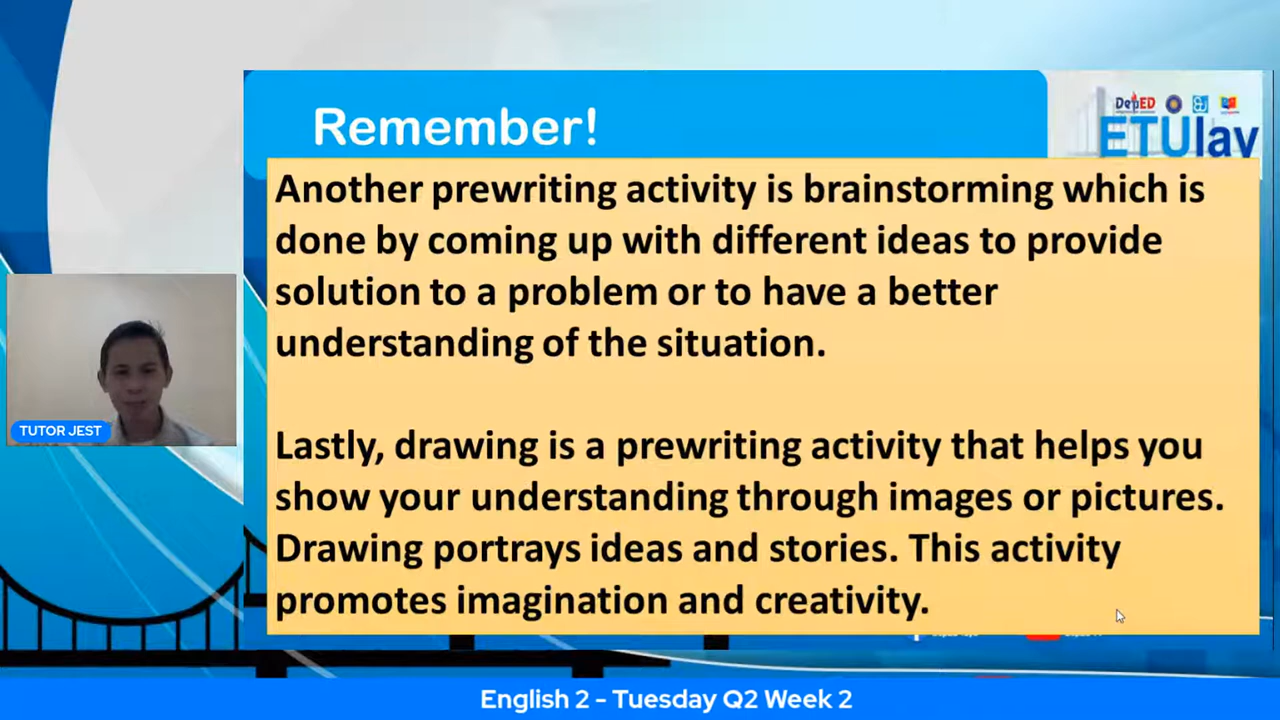 Remember!
DepED
ETUlay
Another prewriting activity is brainstorming which is
done by coming up with different ideas to provide
solution to a problem or to have a better
understanding of the situation.
Lastly, drawing is a prewriting activity that helps you
show your understanding through images or pictures.
Drawing portrays ideas and stories. This activity
promotes imagination and creativity.
TUTOR JEST
English 2 - Tuesday Q2 Week 2